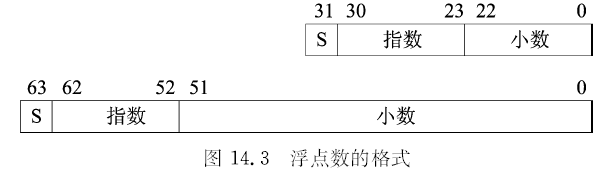 31 30 23 22 0
S 指数 小数
63 62 52 51 0
S 指数 小数
图 14.3 浮点数的格式